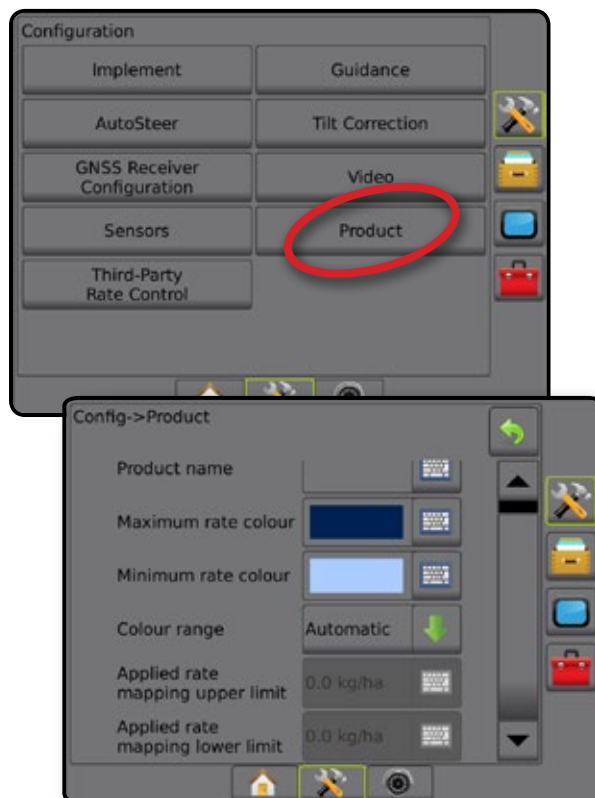 Configuration
Implement
Guidance
AutoSteer
Tilt Correction
GNSS Receiver
Configuration
Video
Sensors
Product
Third-Party
Rate Control
Config->Product
Product name
Maximum rate colour
Minimum rate colour
Colour range
Automatic
Applied rate
mapping upper limit
0.0 kg/ha
Applied rate
mapping lower limit
0.0 kg/ha